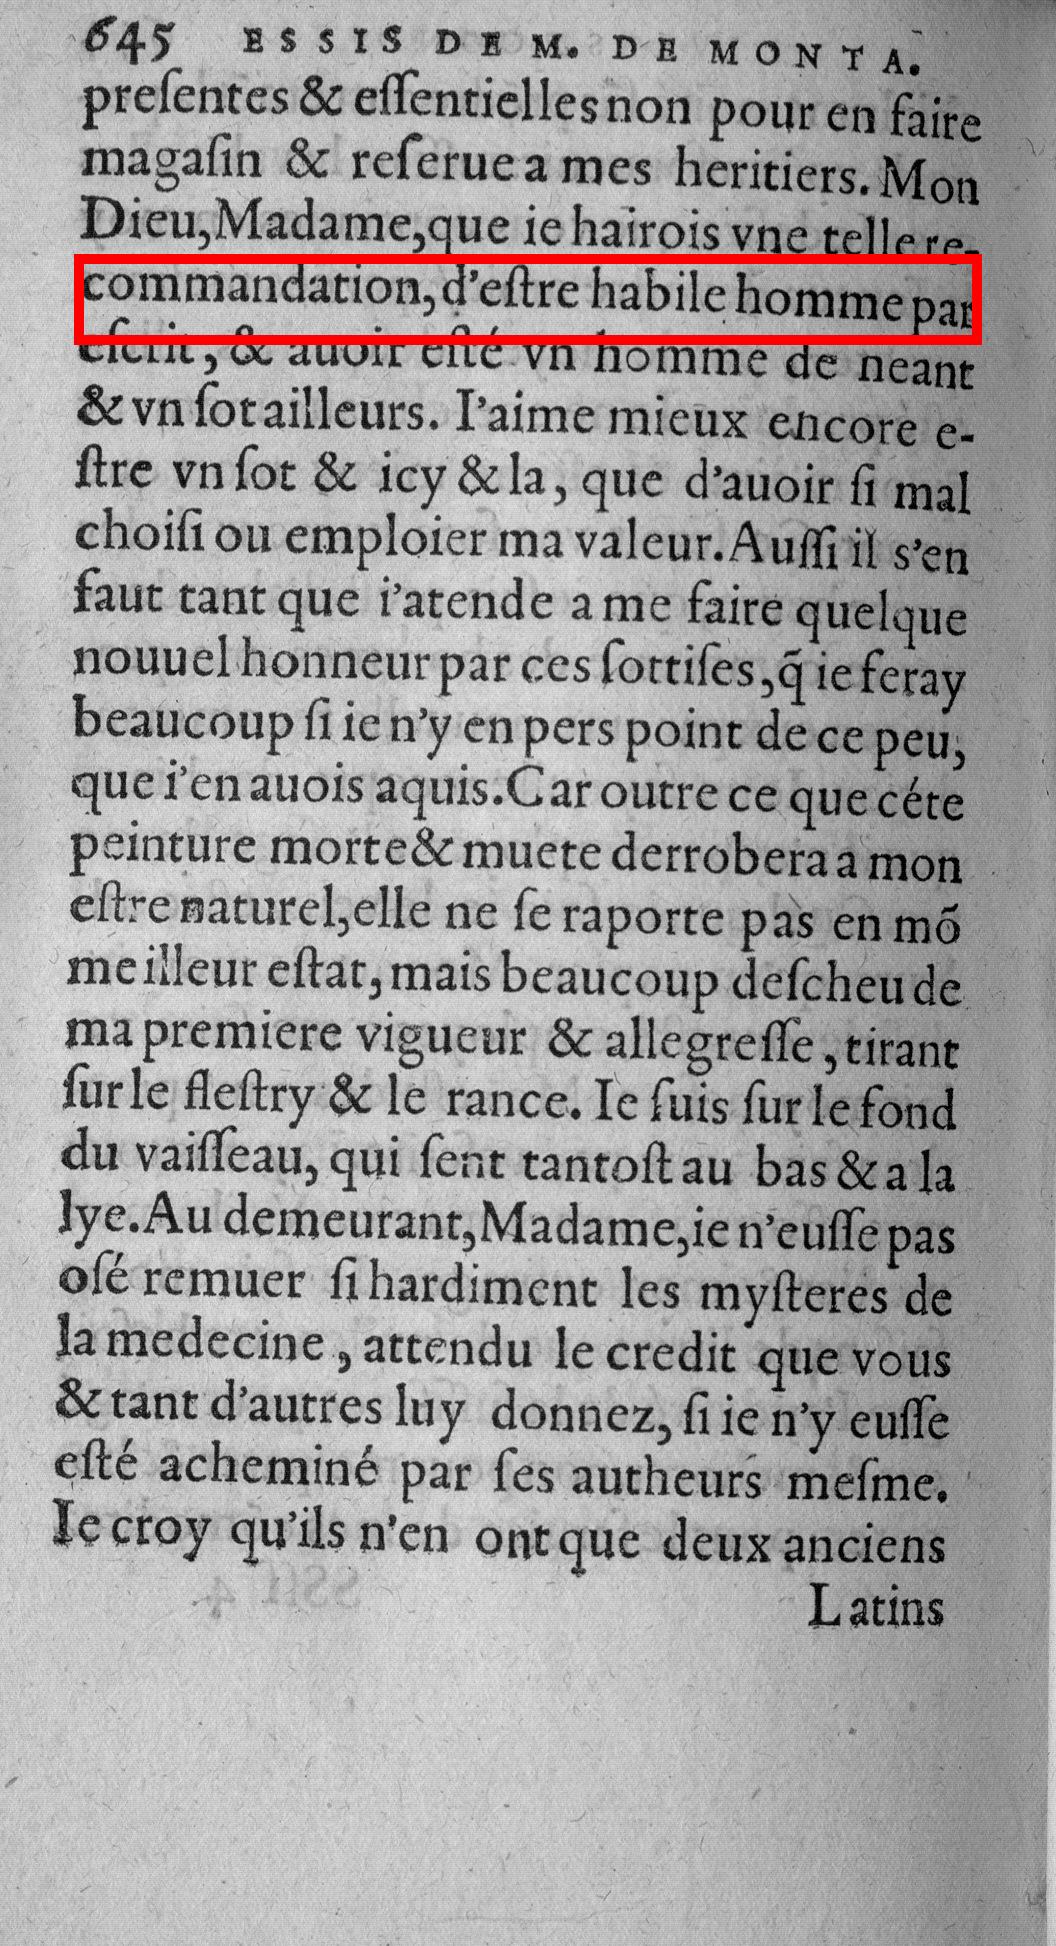 645 ESSIS DE M. DE MONTA.
preſentes & eſſentielles non pour en faire
magaſin & reſerue a mes heritiers. Mon
Dieu, Madame, que ie hairois vne telle re-
commandation, d'eſtre habile homme par
eſcrit, & auoir eſté vn homme de neant
& vn ſot ailleurs. I'aime mieux encore e-
ſtre vn ſot & icy & la, que d'auoir ſi mal
choiſi ou emploier ma valeur. Auſſi il s'en
faut tant que i'atende a me faire quelque
nouuel honneur par ces ſottiſes, q̃ ie feray
beaucoup ſi ie n'y en pers point de ce peu,
que i'en auois aquis. Car outre ce que céte
peinture morte & muete derrobera a mon
eſtre naturel, elle ne ſe raporte pas en mõ
meilleur eſtat, mais beaucoup deſcheu de
ma premiere vigueur & allegreſſe, tirant
ſur le fleſtry & le rance. Ie ſuis ſur le fond
du vaiſſeau, qui ſent tantoſt au bas & a la
lye. Au demeurant, Madame, ie n'euſſe pas
oſé remuer ſi hardiment les myſteres de
la medecine, attendu le credit que vous
& tant d'autres luy donnez, ſi ie n'y euſſe
eſté acheminé par ſes autheurs meſme.
Ie croy qu'ils n'en ont que deux anciens
Latins